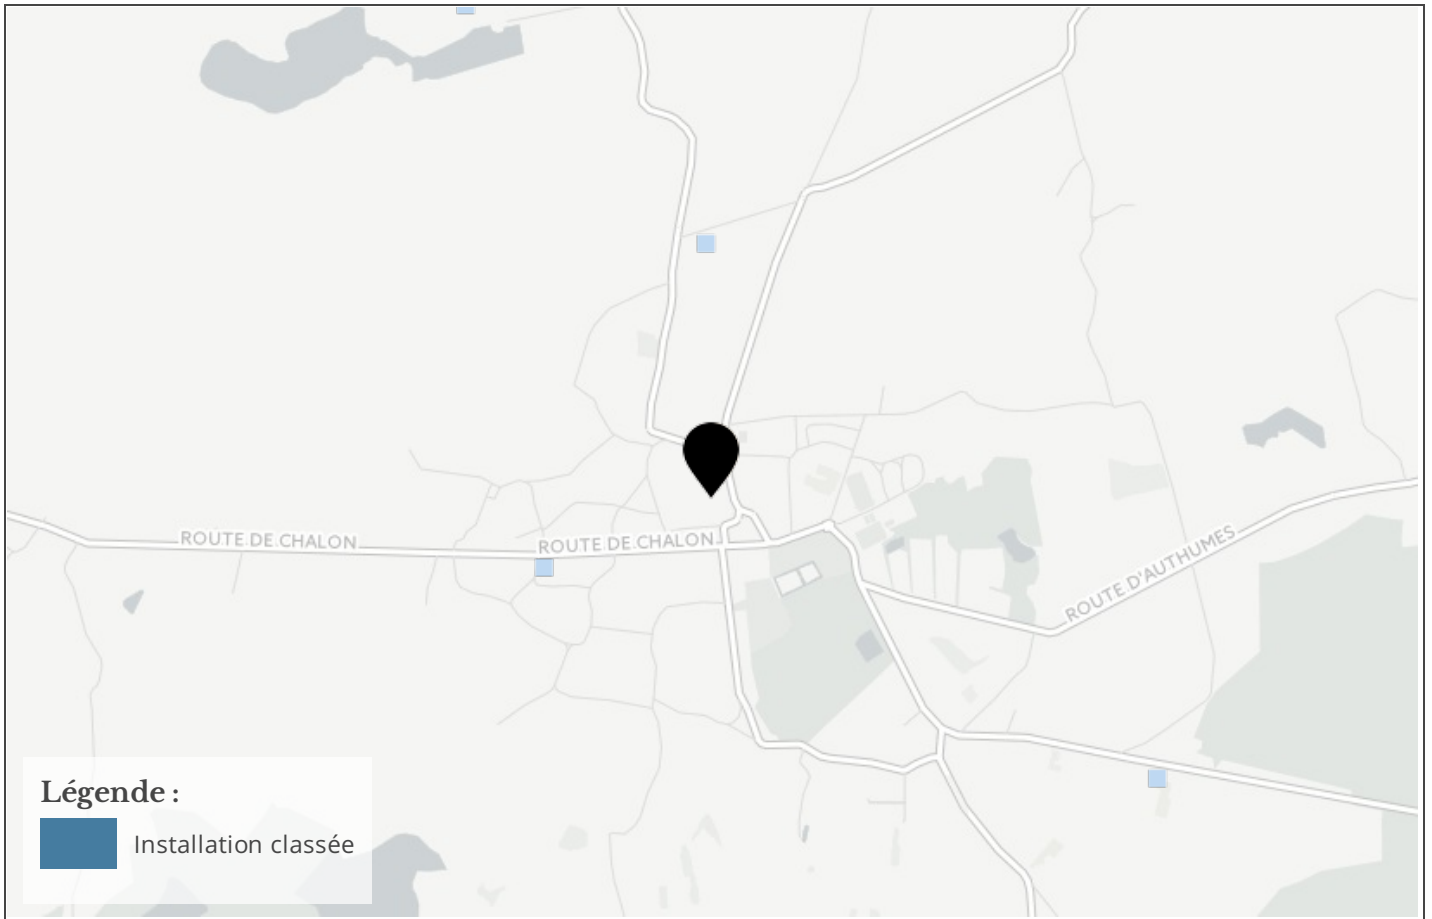 ROUTE DE CHALON
ROUTE DE CHALON
ROUTE D'AUTHUMES
Légende :
Installation classée